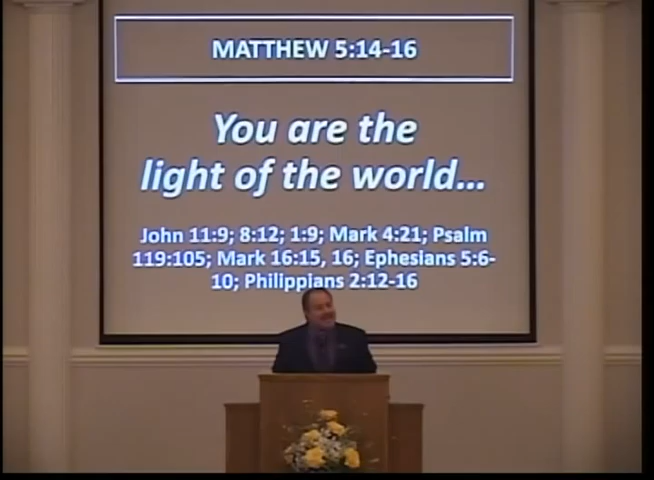 MATTHEW 5:14-16
You are the
light of the world...
John 11:9; 8:12; 1:9; Mark 4:21; Psalm
119:105; Mark 16:15, 16; Ephesians 5:6-
10; Philippians 2:12-16